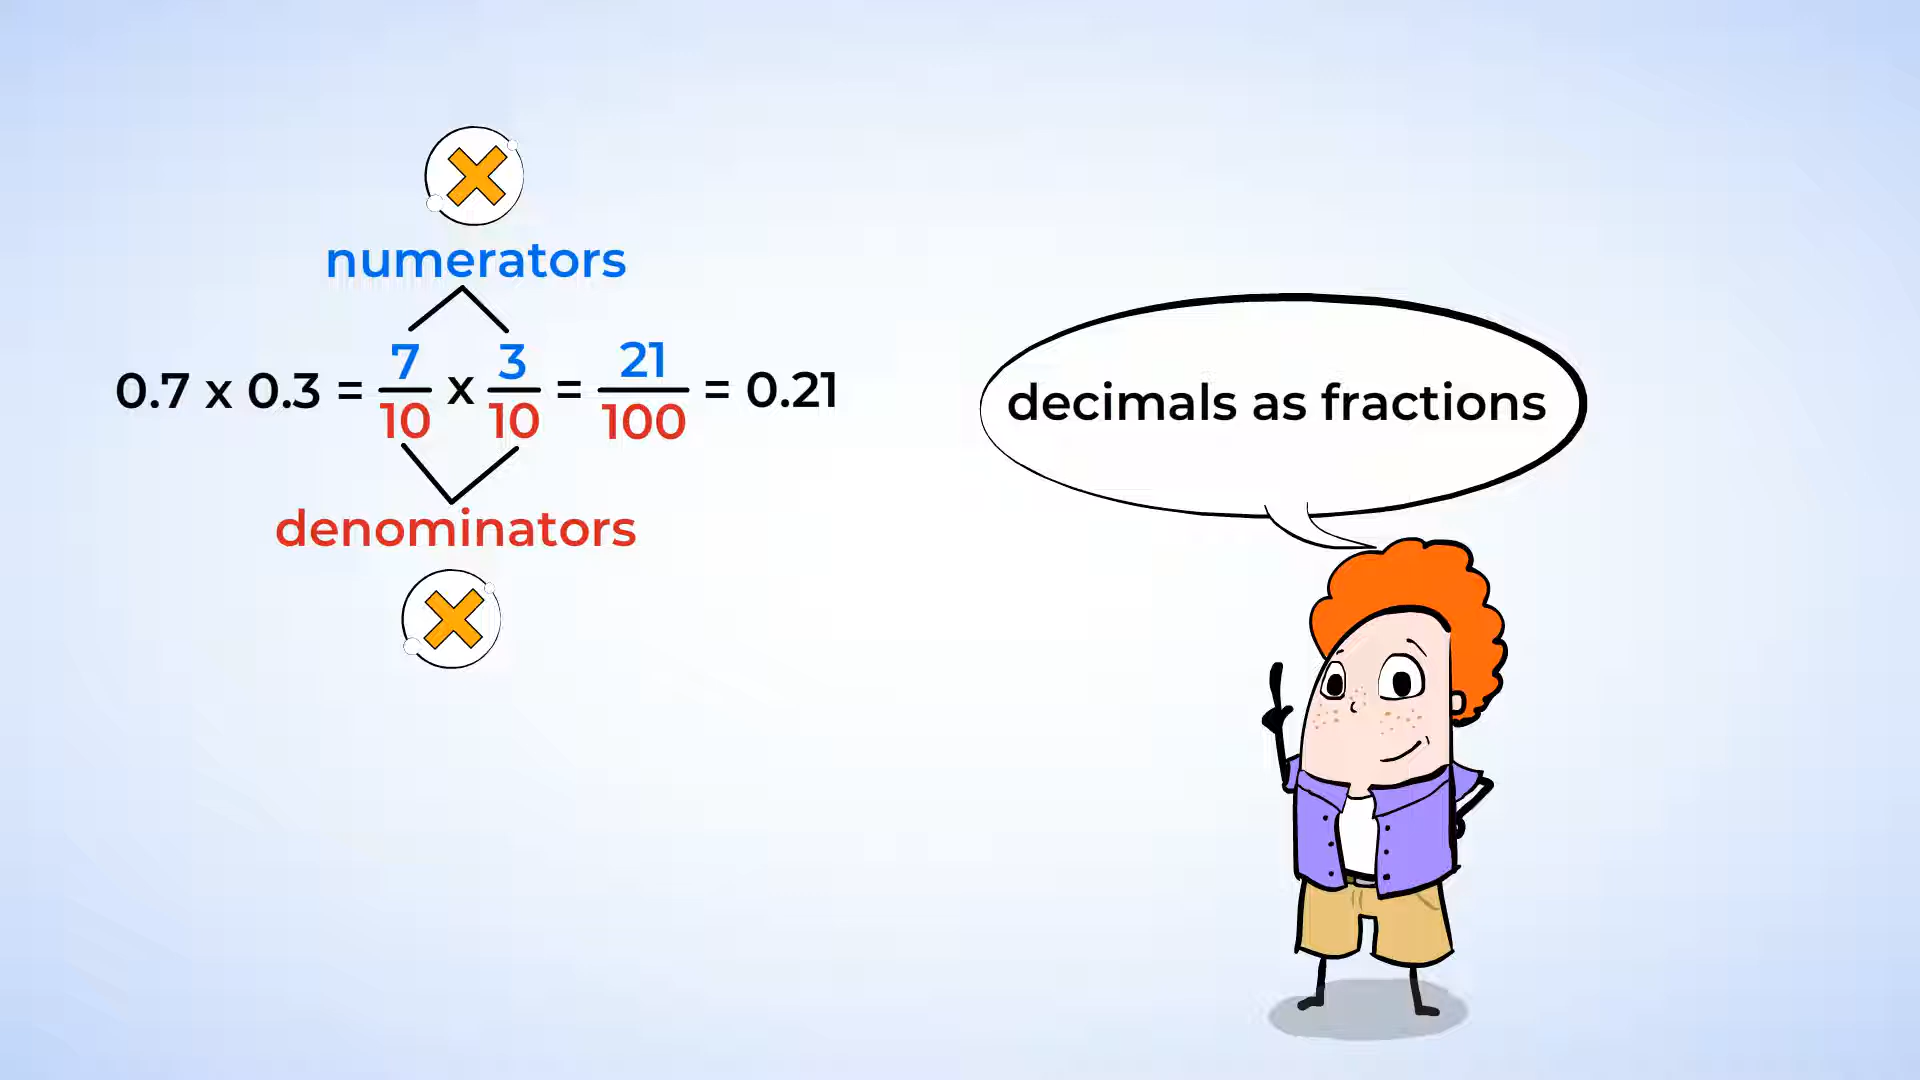 numerators
0.7 x 0.3 = 7/10 x 3/10 = 21/100 = 0.21
denominators
decimals as fractions